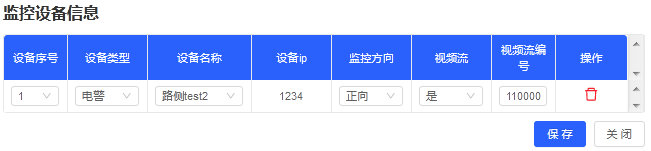 监控设备信息
设备序号 设备类型 设备名称 设备ip 监控方向 视频流 视频流编号 操作
1 电警 路侧test2 1234 正向 是 110000
保 存 关 闭